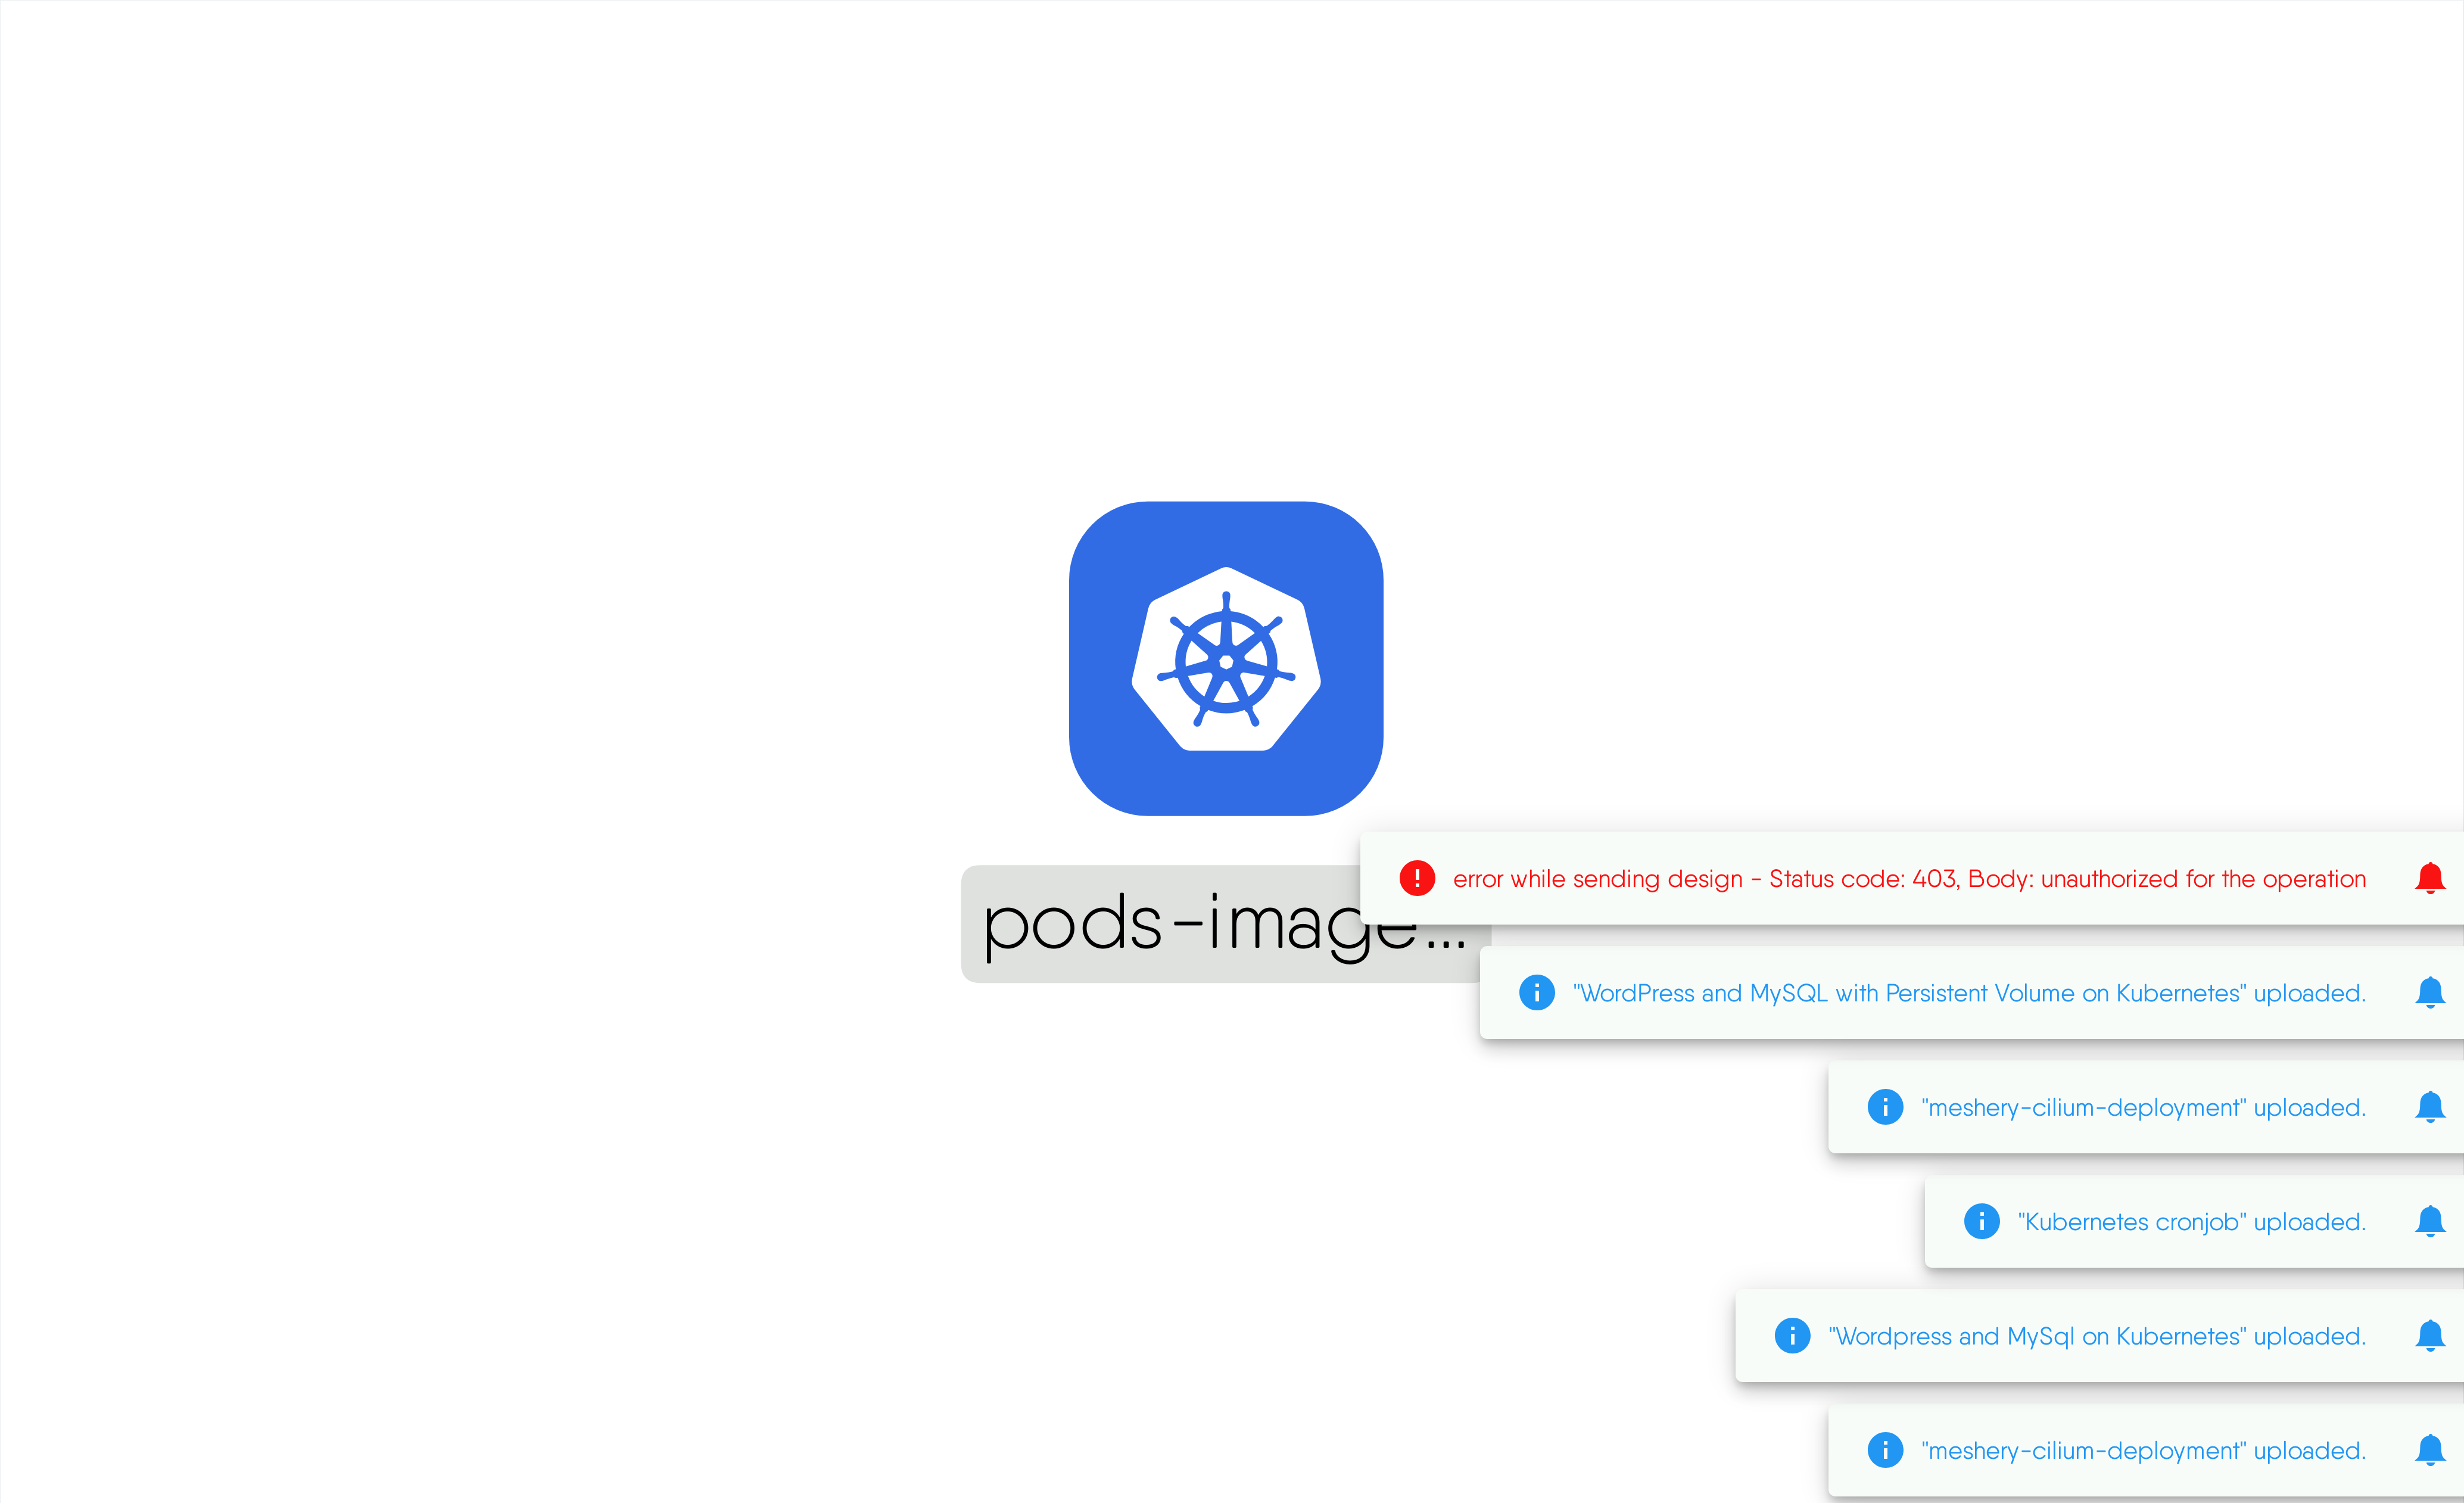 error while sending design - Status code: 403, Body: unauthorized for the operation
pods-image...
"WordPress and MySQL with Persistent Volume on Kubernetes" uploaded.
"meshery-cilium-deployment" uploaded.
"Kubernetes cronjob" uploaded.
"Wordpress and MySql on Kubernetes" uploaded.
"meshery-cilium-deployment" uploaded.